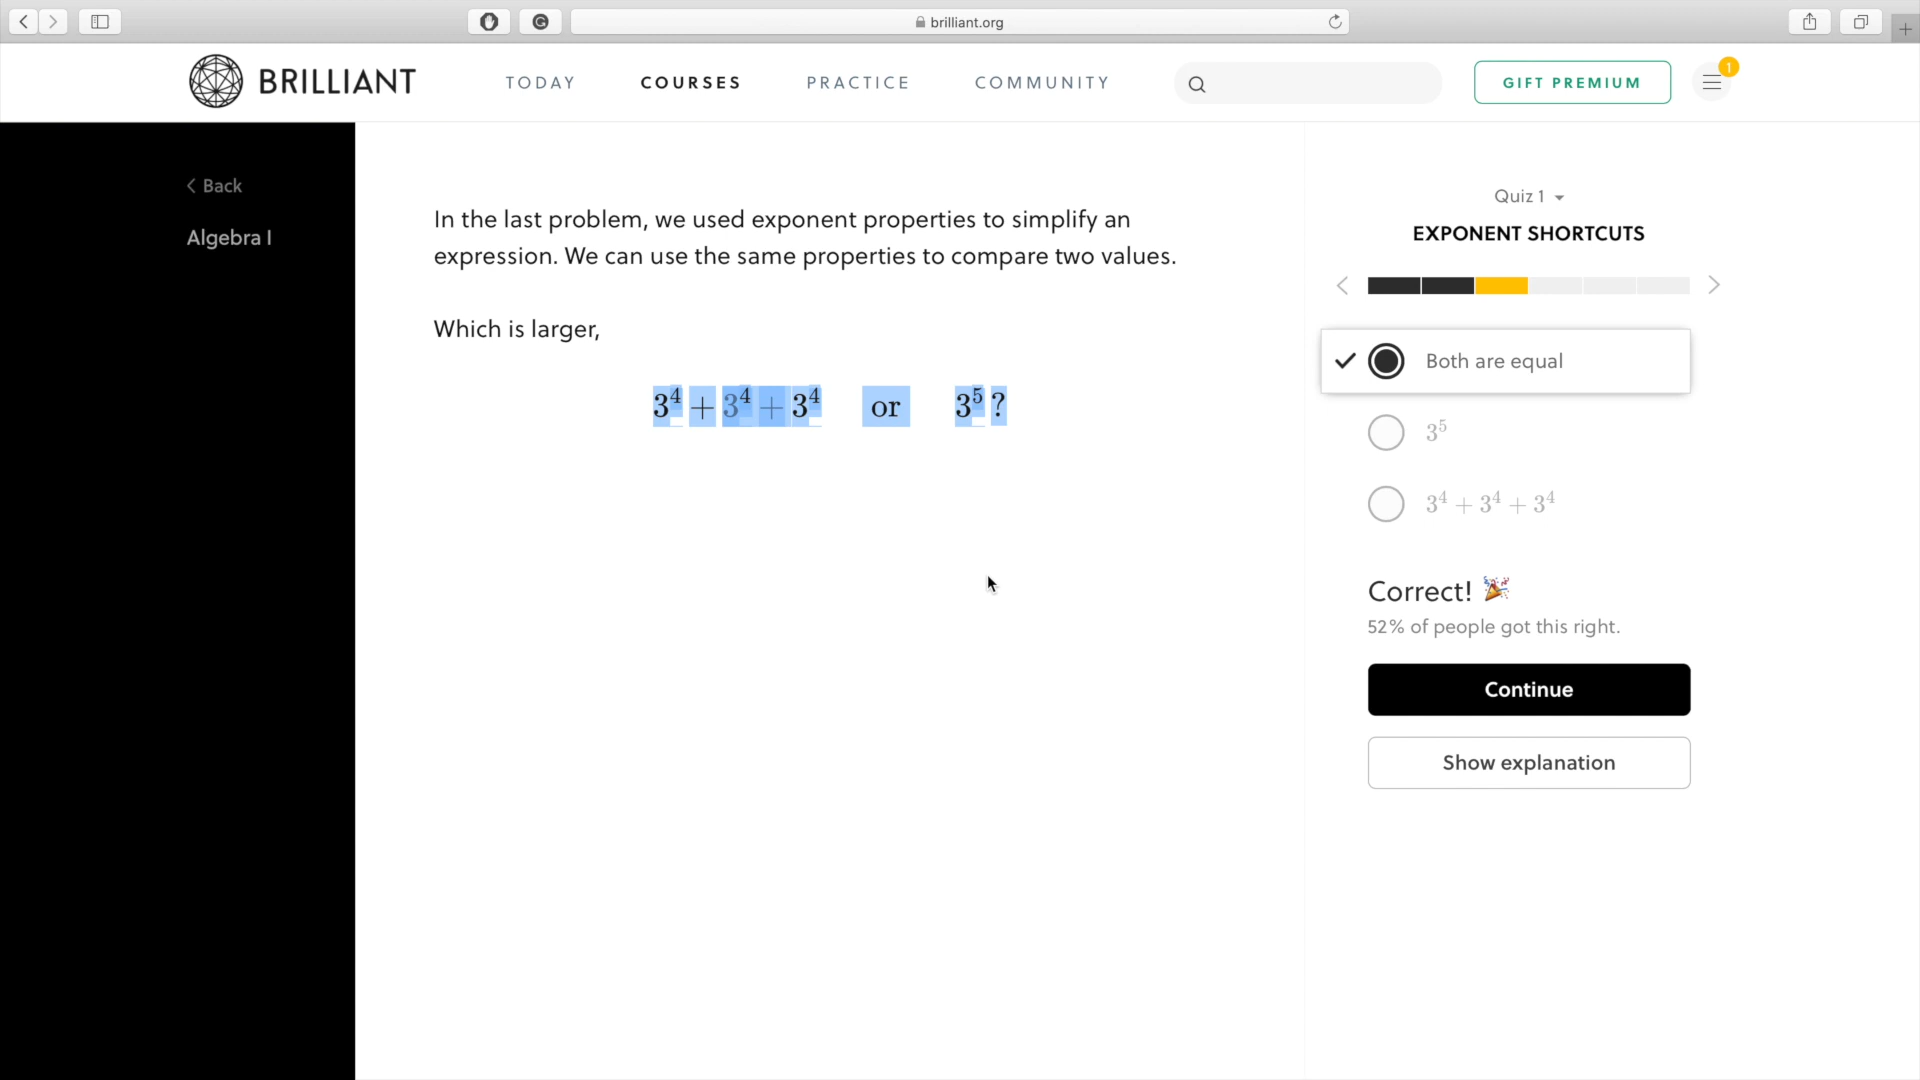 brilliant.org
BRILLIANT
TODAY
COURSES
PRACTICE
COMMUNITY
GIFT PREMIUM
1
Back
Algebra I
In the last problem, we used exponent properties to simplify an
expression. We can use the same properties to compare two values.
Which is larger,
3⁴ + 3⁴ + 3⁴ or 3⁵ ?
Quiz 1
EXPONENT SHORTCUTS
Both are equal
3⁵
3⁴ + 3⁴ + 3⁴
Correct! 🎉
52% of people got this right.
Continue
Show explanation